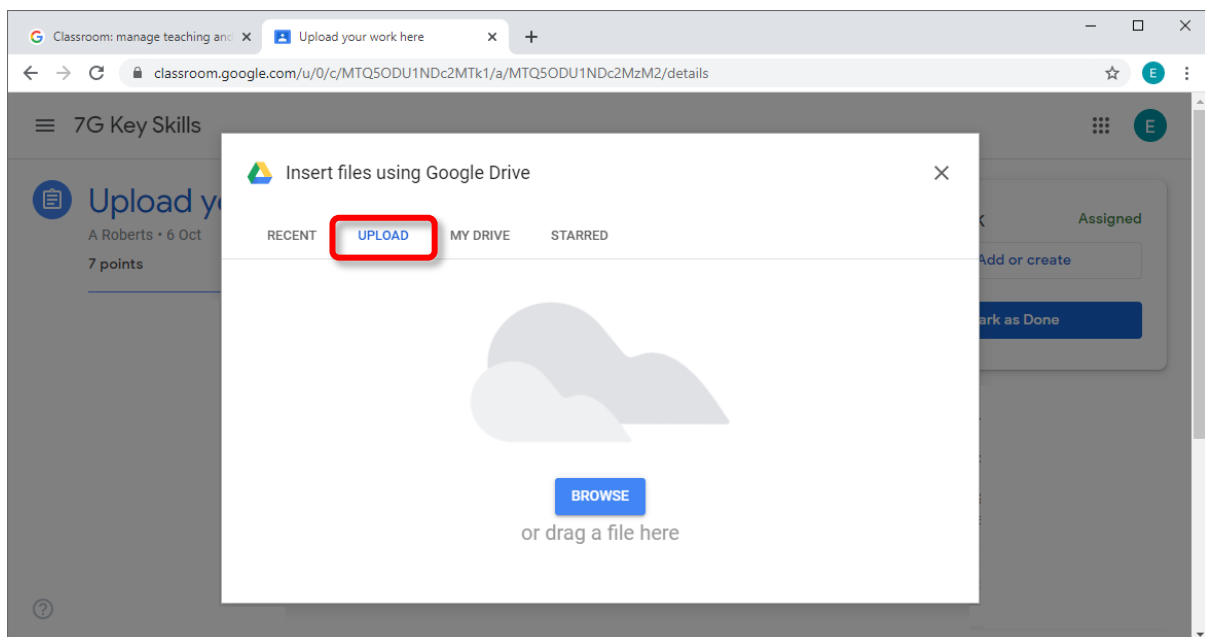 Classroom: manage teaching and
Upload your work here
classroom.google.com/u/0/c/MTQ5ODU1NDc2MTk1/a/MTQ5ODU1NDc2MzM2/details
E
7G Key Skills
E
Insert files using Google Drive
Upload
A Roberts • 6 Oct
7 points
RECENT UPLOAD MY DRIVE STARRED
Assigned
Add or create
ark as Done
BROWSE
or drag a file here